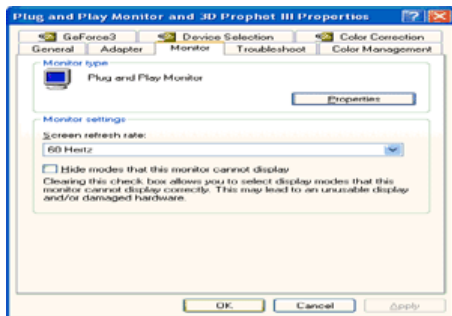 Plug and Play Monitor and 3D Prophet III Properties
GeForce3 Device Selection Color Correction
General Adapter Monitor Troubleshoot Color Management
Monitor type
Plug and Play Monitor
Properties
Monitor settings
Screen refresh rate:
60 Hertz
Hide modes that this monitor cannot display
Clearing this check box allows you to select display modes that this
monitor cannot display correctly. This may lead to an unusable display
and/or damaged hardware.
OK Cancel Apply